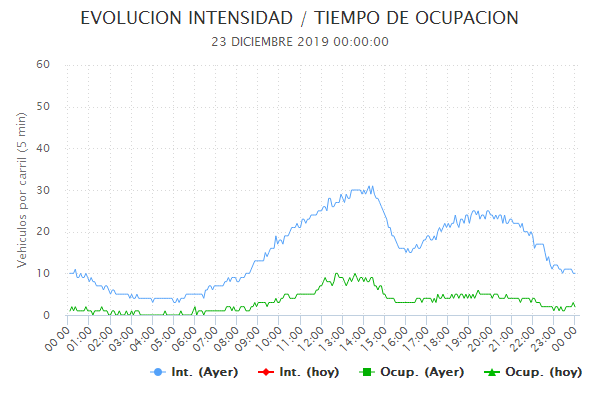 EVOLUCION INTENSIDAD / TIEMPO DE OCUPACION
23 DICIEMBRE 2019 00:00:00
Vehiculos por carril (5 min)
60
50
40
30
20
10
0
00:00 01:00 02:00 03:00 04:00 05:00 06:00 07:00 08:00 09:00 10:00 11:00 12:00 13:00 14:00 15:00 16:00 17:00 18:00 19:00 20:00 21:00 22:00 23:00 00:00
Int. (Ayer) Int. (hoy) Ocup. (Ayer) Ocup. (hoy)